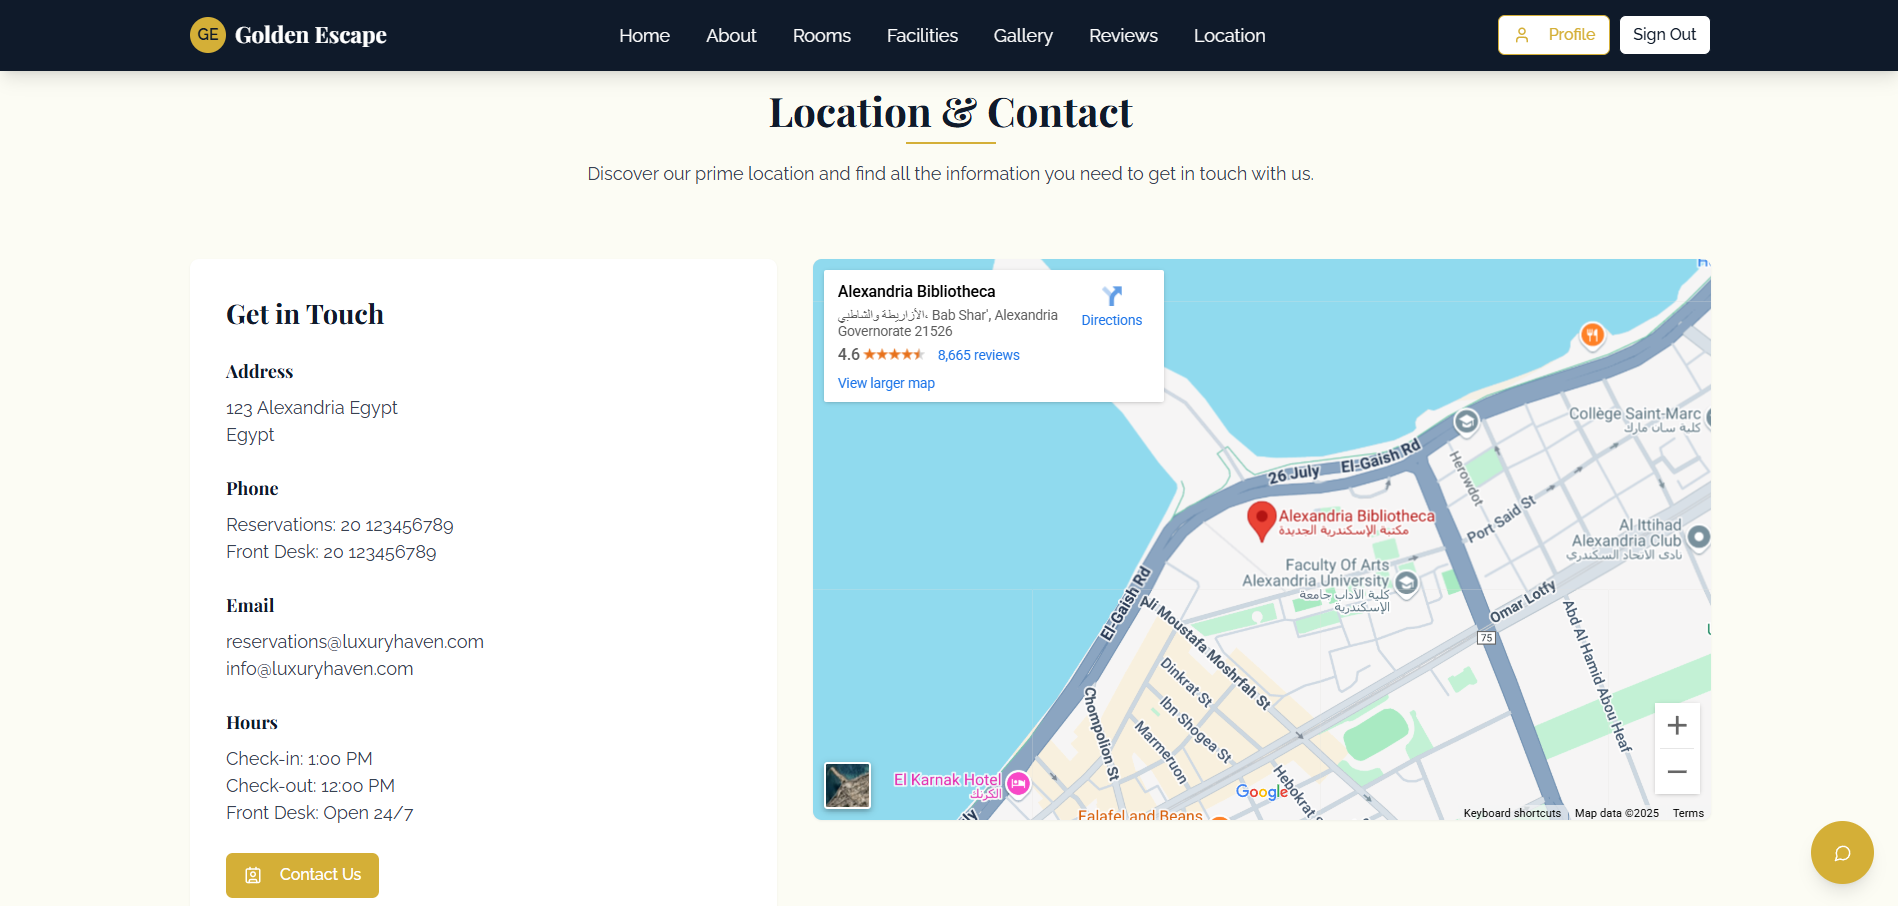 GE Golden Escape
Home About Rooms Facilities Gallery Reviews Location
Profile Sign Out
Location & Contact
Discover our prime location and find all the information you need to get in touch with us.
Get in Touch
Address
123 Alexandria Egypt
Egypt
Phone
Reservations: 20 123456789
Front Desk: 20 123456789
Email
reservations@luxuryhaven.com
info@luxuryhaven.com
Hours
Check-in: 1:00 PM
Check-out: 12:00 PM
Front Desk: Open 24/7
Contact Us
Alexandria Bibliotheca
الأزاريطة والشاطبي، Bab Shar', Alexandria
Governorate 21526
4.6 8,665 reviews
View larger map
Directions
Collège Saint-Marc
كلية سان مارك
26 July
El-Gaish Rd
Herowdot
Port Said St
Alexandria Bibliotheca
مكتبة الإسكندرية الجديدة
Al Ittihad
Alexandria Club
نادي الاتحاد السكندري
Faculty Of Arts
Alexandria University
كلية الآداب جامعة
الإسكندرية
El-Gaish Rd
Ali Moustafa Moshrfah St
Omar Lotfy
75
Abd Al Hamid Abou Heaf
Dinkrat St
Ibn Shogea St
Marmeruon
Chompolion St
Hebokrat St
El Karnak Hotel
الكرنك
Falafel and Beans
Google
Keyboard shortcuts Map data ©2025 Terms